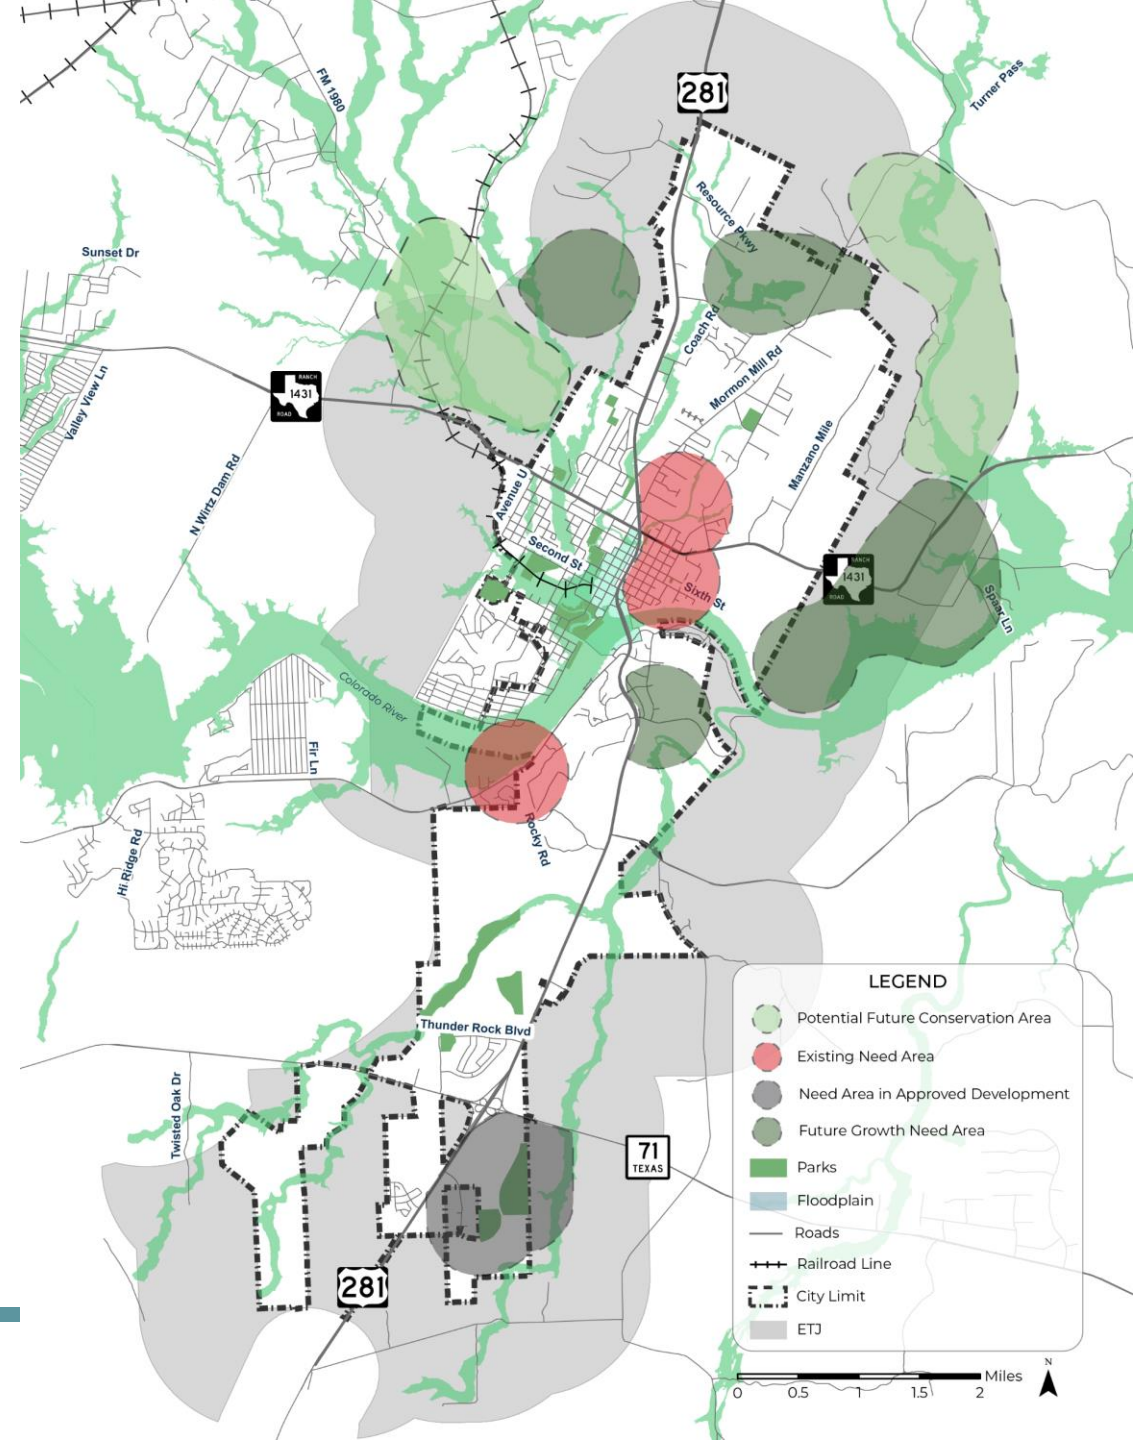 281
Turner Pass
FM 1980
Resource Pkwy
Sunset Dr
Coach Rd
RANCH
1431
ROAD
Mormon Mill Rd
Valley View Ln
Manzano Mile
N Wirtz Dam Rd
Avenue U
Second St
Sixth St
RANCH
1431
ROAD
Spaar Ln
Colorado River
Fir Ln
Rocky Rd
Hi Ridge Rd
Thunder Rock Blvd
Twisted Oak Dr
71
TEXAS
281
LEGEND
Potential Future Conservation Area
Existing Need Area
Need Area in Approved Development
Future Growth Need Area
Parks
Floodplain
Roads
Railroad Line
City Limit
ETJ
Miles
0 0.5 1 1.5 2
N